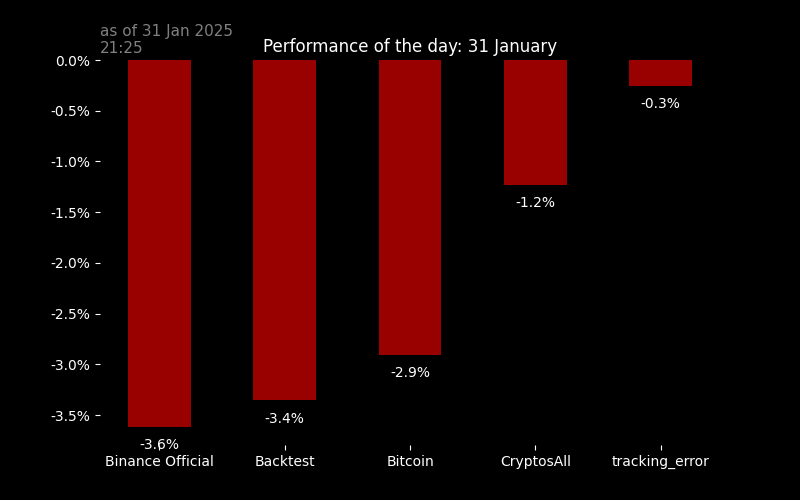 as of 31 Jan 2025
21:25
Performance of the day: 31 January
0.0%
-0.5%
-1.0%
-1.5%
-2.0%
-2.5%
-3.0%
-3.5%
-3.6%
-3.4%
-2.9%
-1.2%
-0.3%
Binance Official
Backtest
Bitcoin
CryptosAll
tracking_error